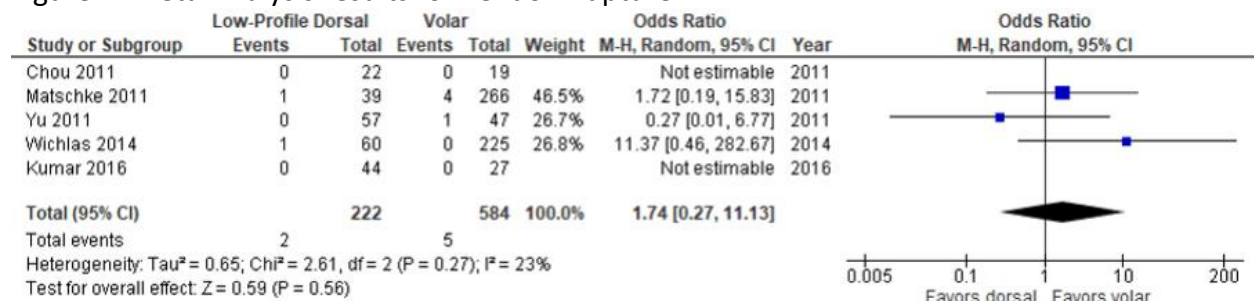 Low-Profile Dorsal Volar Odds Ratio Odds Ratio
Study or Subgroup Events Total Events Total Weight M-H, Random, 95% CI Year M-H, Random, 95% CI
Chou 2011 0 22 0 19 Not estimable 2011
Matschke 2011 1 39 4 266 46.5% 1.72 [0.19, 15.83] 2011
Yu 2011 0 57 1 47 26.7% 0.27 [0.01, 6.77] 2011
Wichlas 2014 1 60 0 225 26.8% 11.37 [0.46, 282.67] 2014
Kumar 2016 0 44 0 27 Not estimable 2016
Total (95% CI) 222 584 100.0% 1.74 [0.27, 11.13]
Total events 2 5
Heterogeneity: Tau² = 0.65; Chi² = 2.61, df = 2 (P = 0.27); I² = 23%
Test for overall effect: Z = 0.59 (P = 0.56)
0.005 0.1 1 10 200
Favors dorsal Favors volar